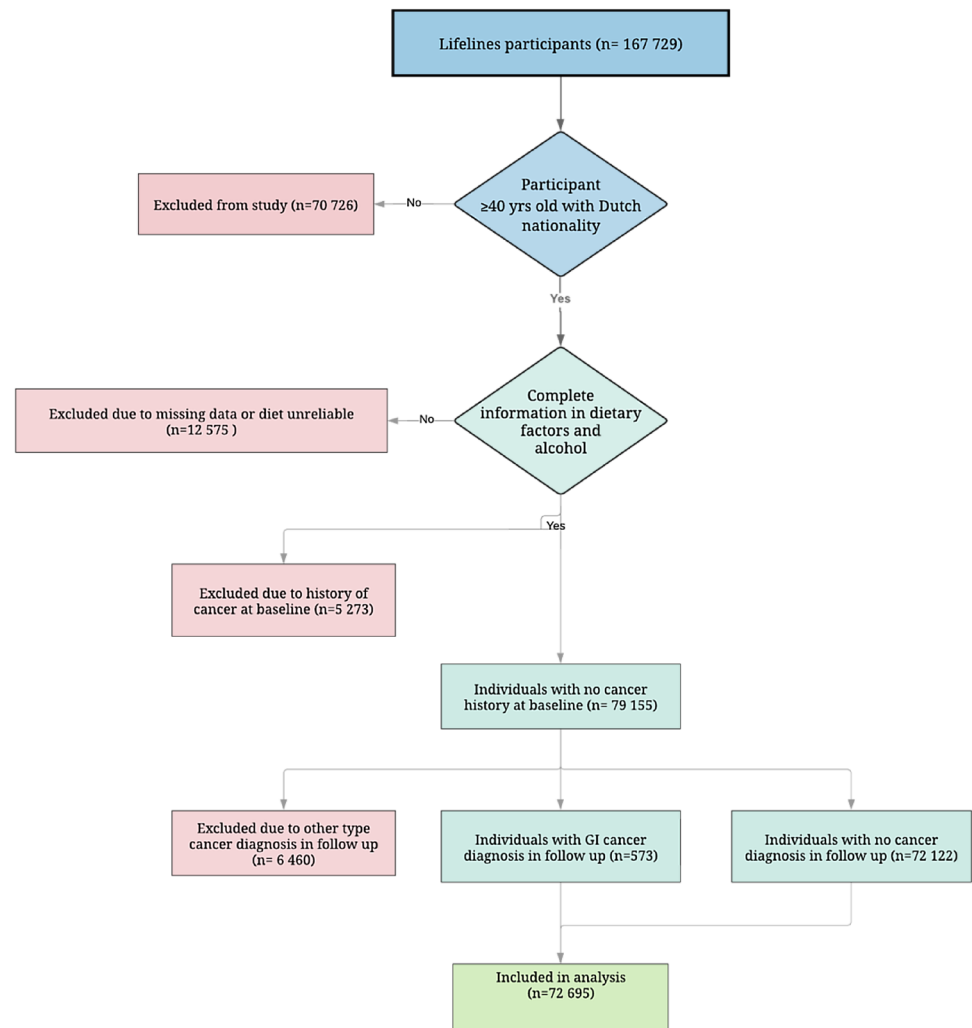 Lifelines participants (n= 167 729)
Participant
≥40 yrs old with Dutch
nationality
No
Excluded from study (n=70 726)
Yes
Complete
information in dietary
factors and
alcohol
No
Excluded due to missing data or diet unreliable
(n=12 575 )
Yes
Excluded due to history of
cancer at baseline (n=5 273)
Individuals with no cancer
history at baseline (n= 79 155)
Excluded due to other type
cancer diagnosis in follow up
(n= 6 460)
Individuals with GI cancer
diagnosis in follow up (n=573)
Individuals with no cancer
diagnosis in follow up (n=72 122)
Included in analysis
(n=72 695)